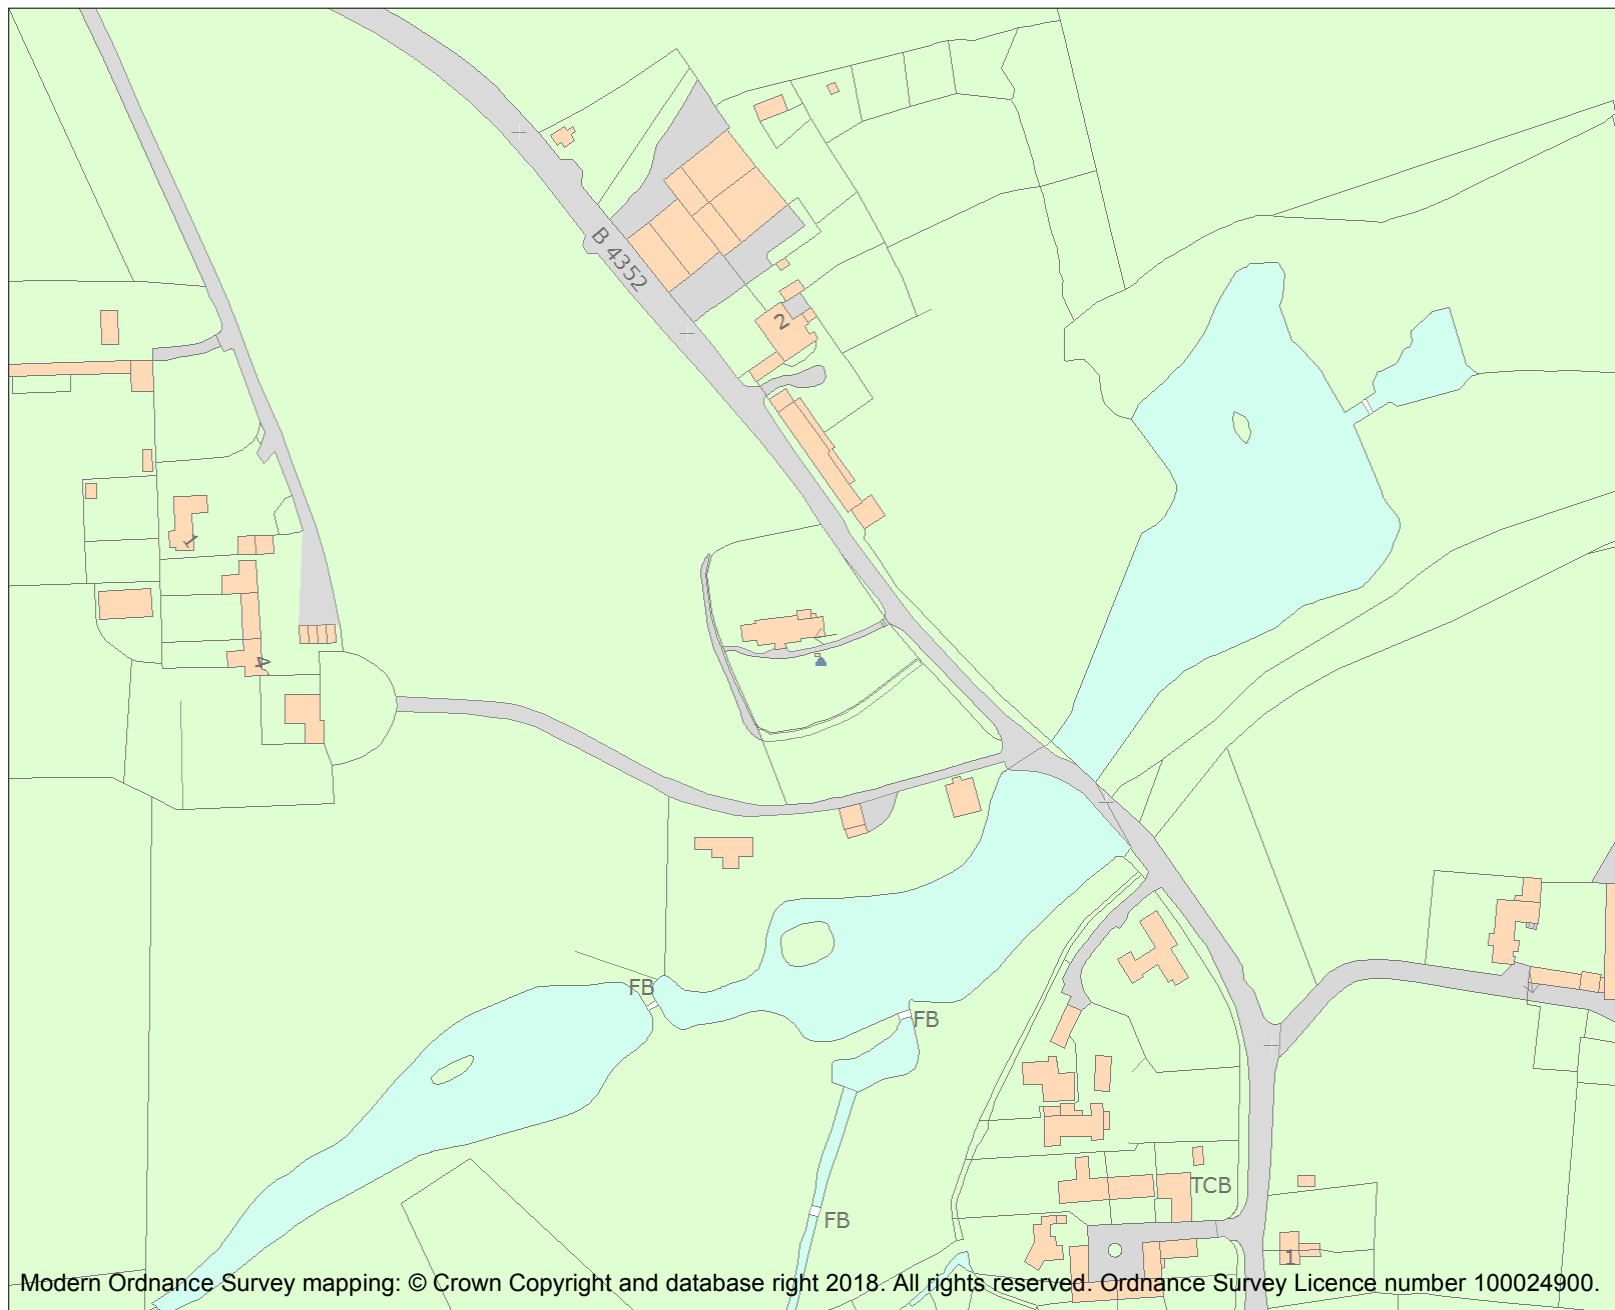 B 4352
2
1
4
FB
FB
TCB
FB
1
Modern Ordnance Survey mapping: © Crown Copyright and database right 2018. All rights reserved. Ordnance Survey Licence number 100024900.